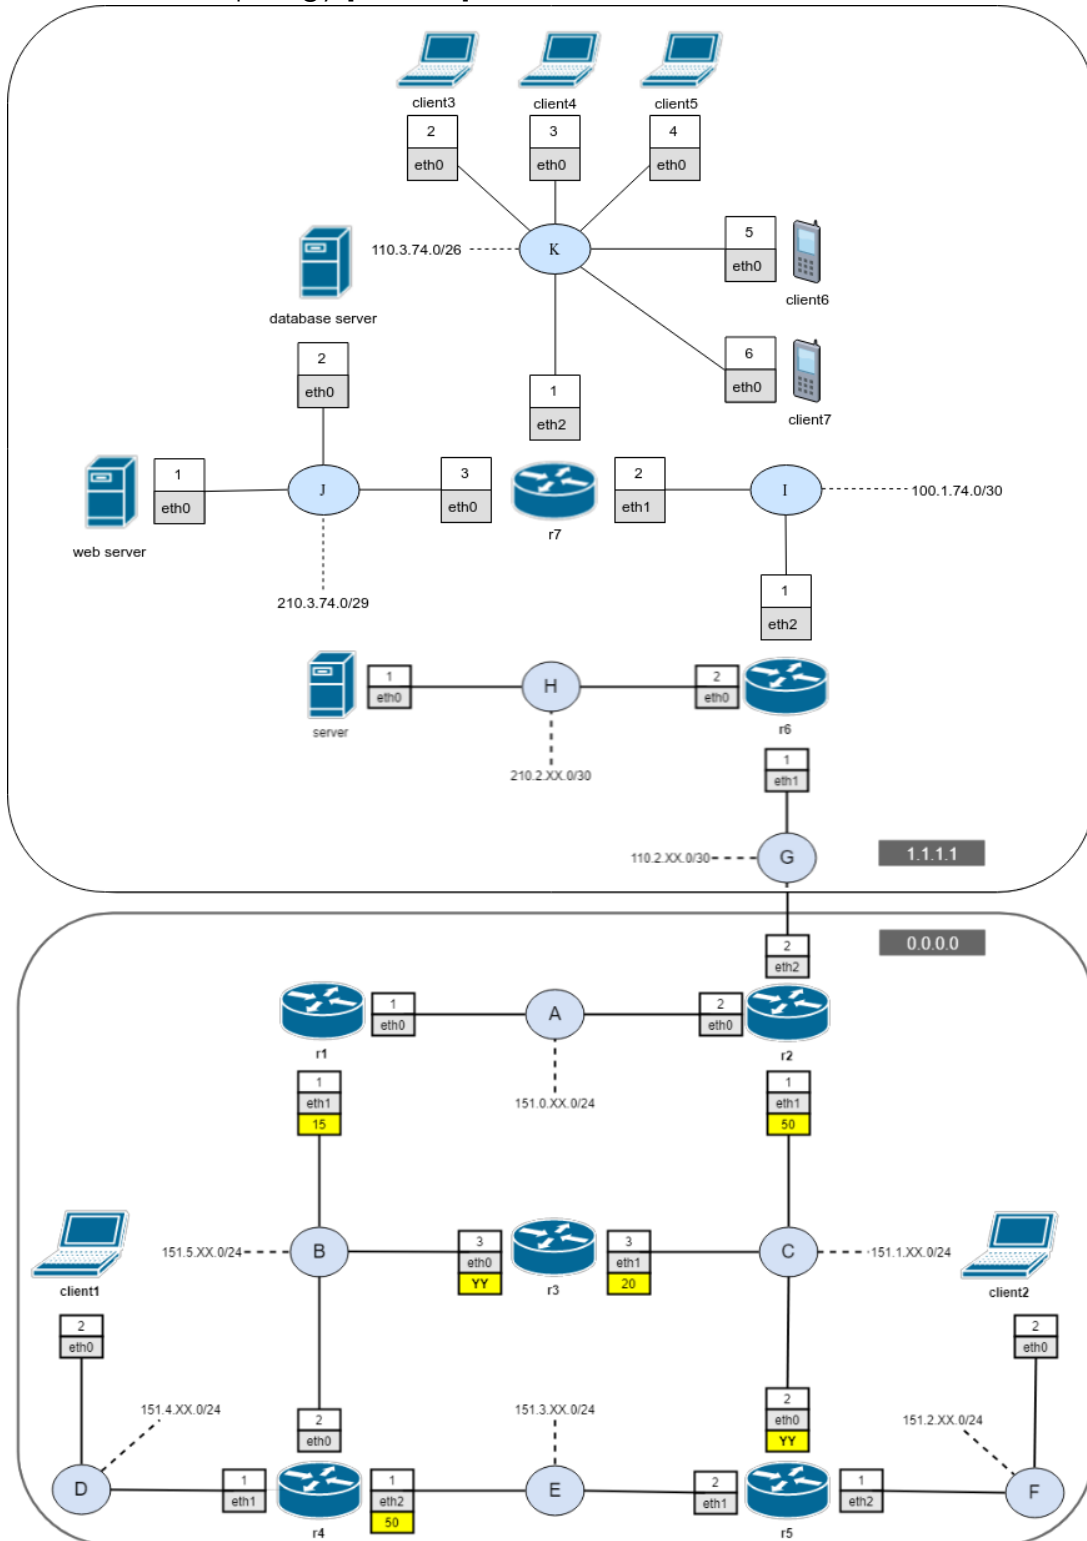 client3 client4 client5
2 3 4
eth0 eth0 eth0
K
110.3.74.0/26
5
eth0
client6
database server
2
eth0
6
eth0
client7
1
eth2
1
eth0
web server
J
3
eth0
r7
2
eth1
I
100.1.74.0/30
210.3.74.0/29
1
eth2
1
eth0
server
H
2
eth0
r6
210.2.XX.0/30
1
eth1
110.2.XX.0/30
G
1.1.1.1
0.0.0.0
2
eth2
r1
1
eth0
A
2
eth0
r2
151.0.XX.0/24
1
eth1
15
1
eth1
50
client1
151.5.XX.0/24
B
3
eth0
YY
r3
3
eth1
20
C
151.1.XX.0/24
client2
2
eth0
2
eth0
151.4.XX.0/24
2
eth0
151.3.XX.0/24
2
eth0
YY
151.2.XX.0/24
D
1
eth1
r4
1
eth2
50
E
2
eth1
r5
1
eth2
F